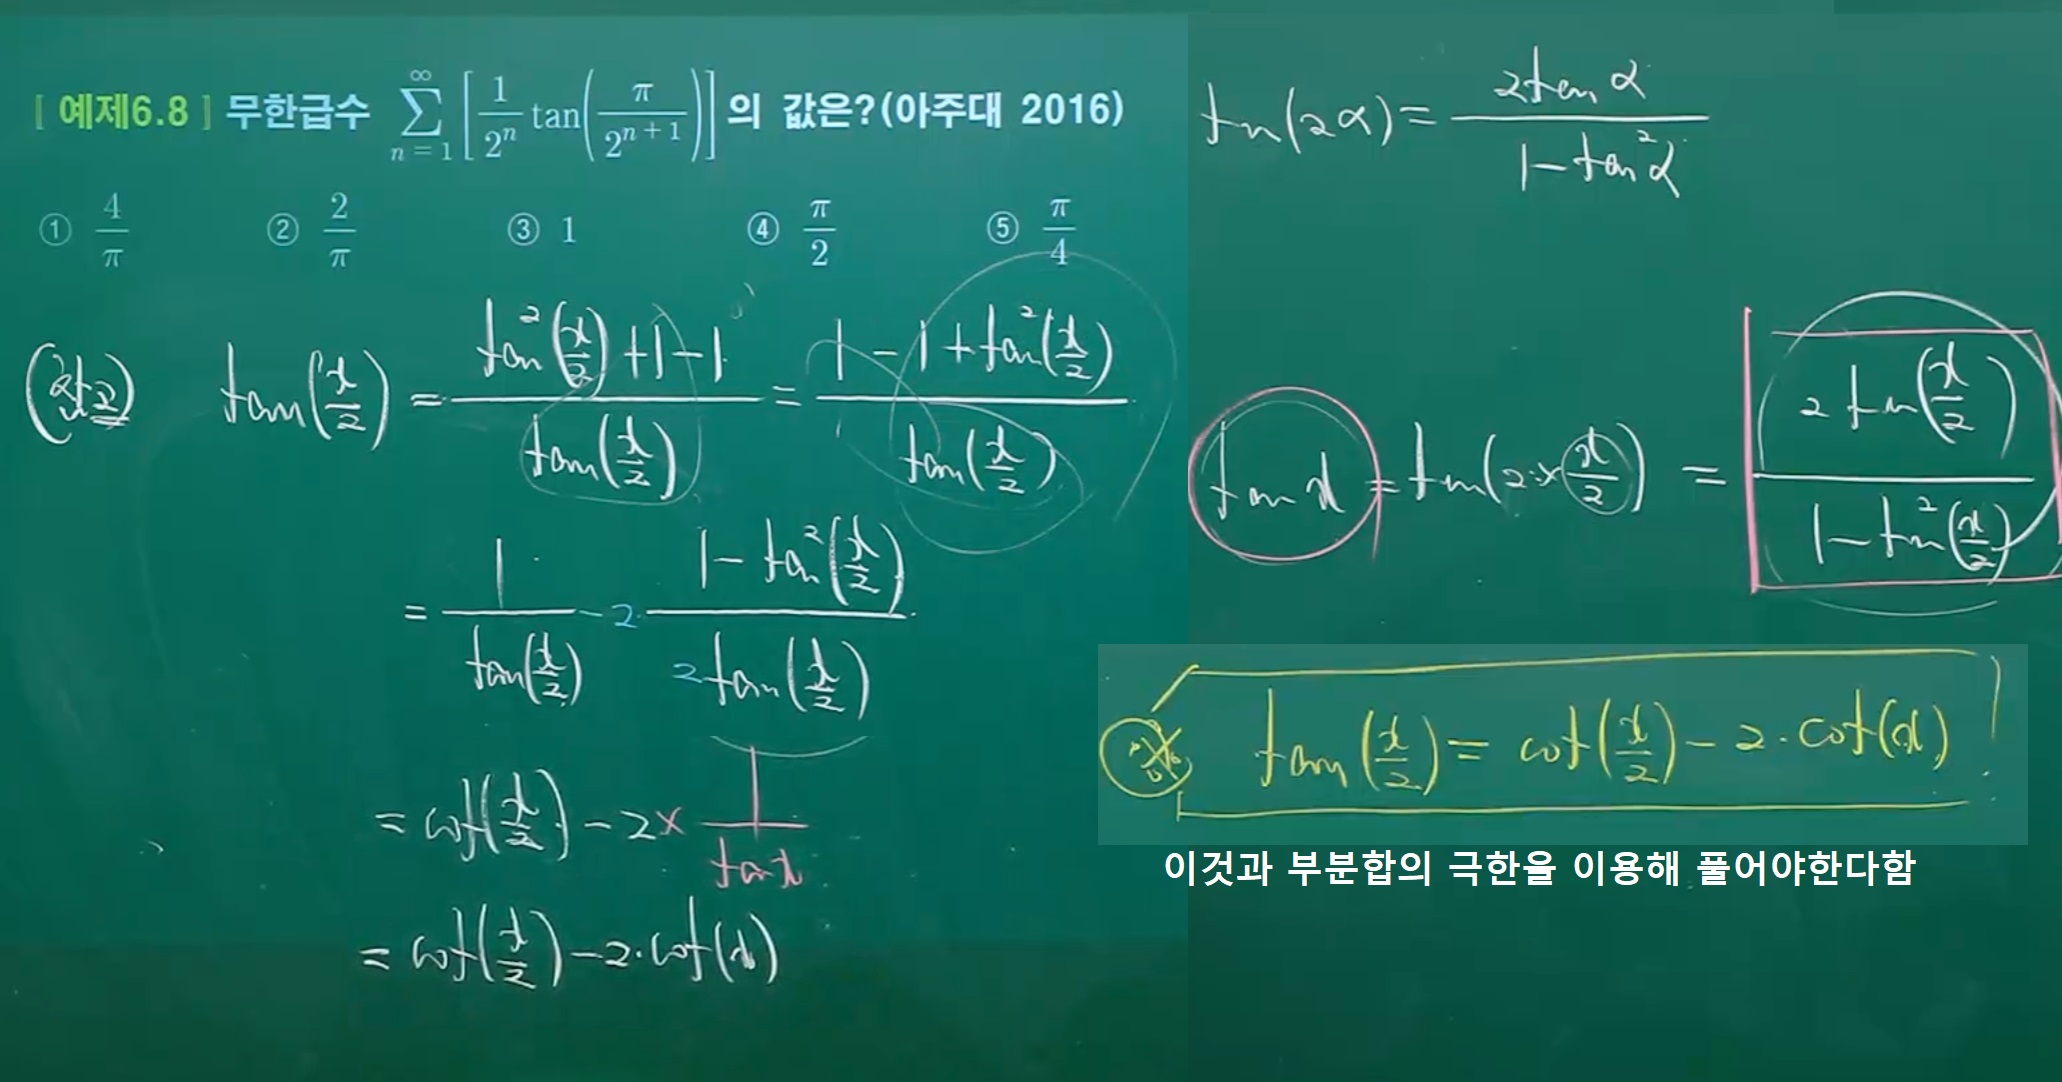 [ 예제6.8 ] 무한급수 \sum_{n=1}^{\infty} \left[ \frac{1}{2^n} \tan\left( \frac{\pi}{2^{n+1}} \right) \right] 의 값은?(아주대 2016)
① \frac{4}{\pi} ② \frac{2}{\pi} ③ 1 ④ \frac{\pi}{2} ⑤ \frac{\pi}{4}
\tan\left(\frac{x}{2}\right) = \frac{\tan^2\left(\frac{x}{2}\right)+1-1}{\tan\left(\frac{x}{2}\right)} = \frac{1-1+\tan^2\left(\frac{x}{2}\right)}{\tan\left(\frac{x}{2}\right)}
= \frac{1}{\tan\left(\frac{x}{2}\right)} - 2 \cdot \frac{1-\tan^2\left(\frac{x}{2}\right)}{2\tan\left(\frac{x}{2}\right)}
= \cot\left(\frac{x}{2}\right) - 2 × \frac{1}{\tan x}
= \cot\left(\frac{x}{2}\right) - 2 \cdot \cot(x)
\tan(2α) = \frac{2\tan α}{1-\tan^2 α}
\tan x = \tan\left(2 × \frac{x}{2}\right) = \frac{2\tan\left(\frac{x}{2}\right)}{1-\tan^2\left(\frac{x}{2}\right)}
※ \tan\left(\frac{x}{2}\right) = \cot\left(\frac{x}{2}\right) - 2 \cdot \cot(x)
이것과 부분합의 극한을 이용해 풀어야한다함